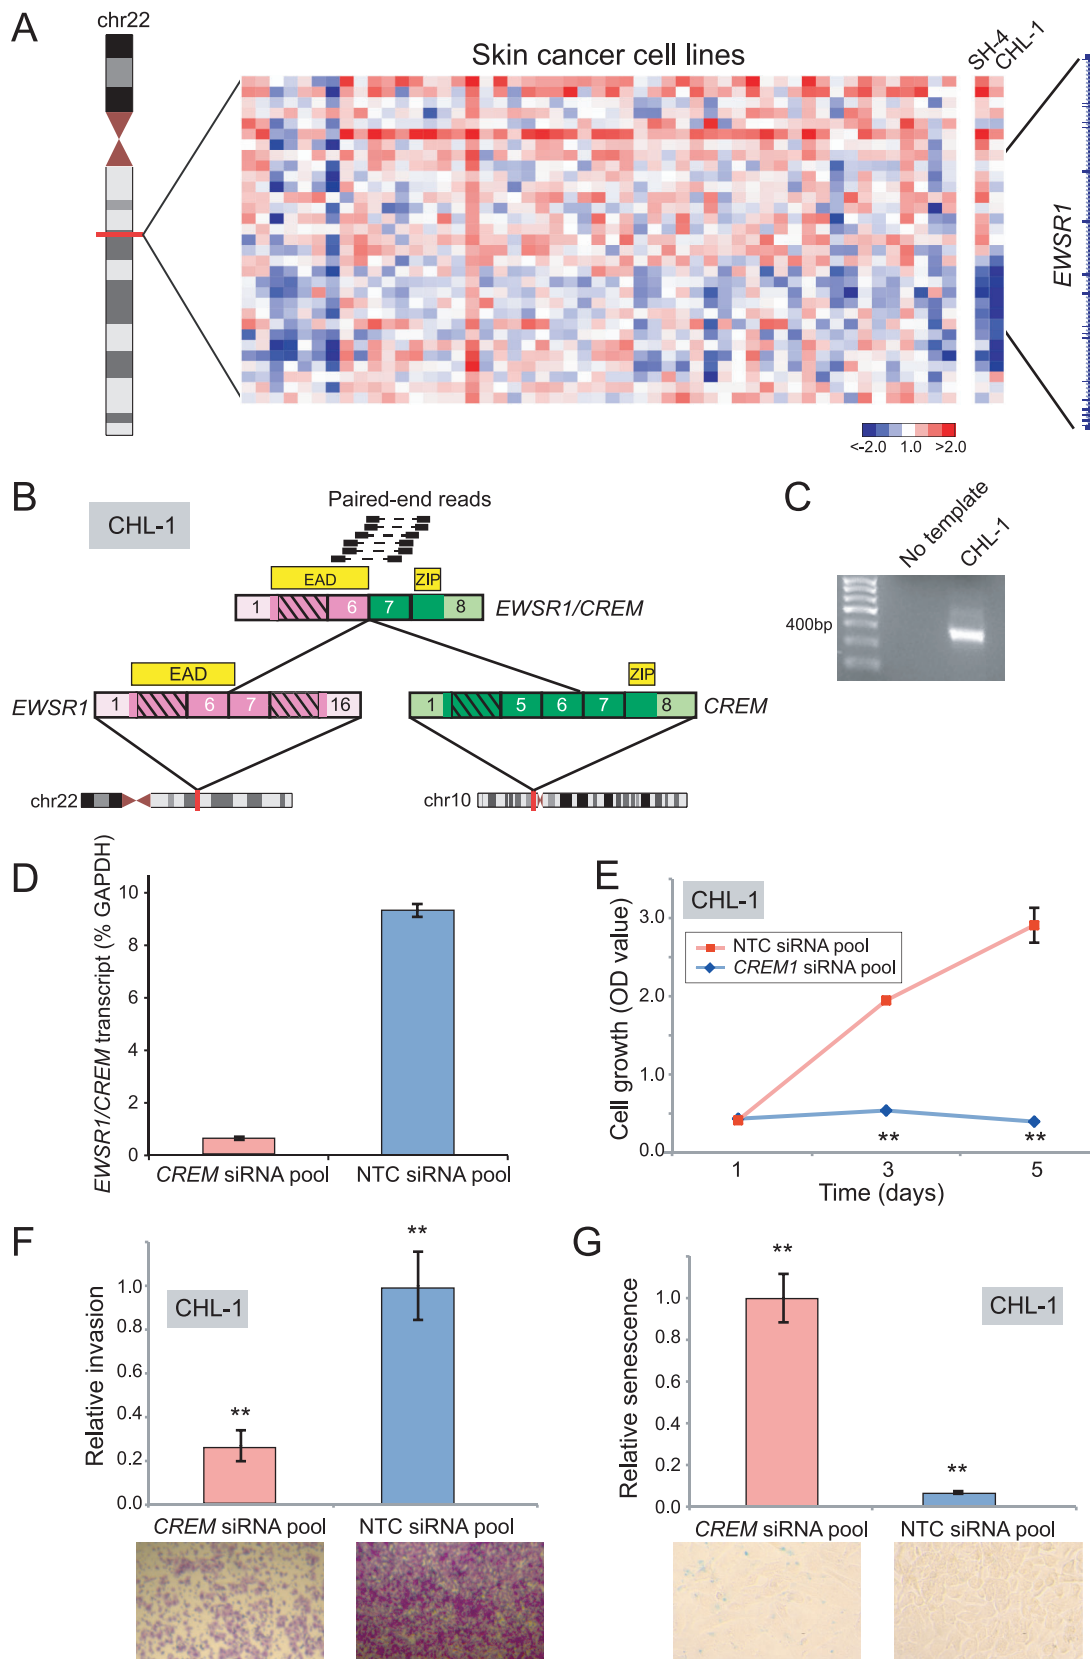 A
chr22
Skin cancer cell lines
SH-4
CHL-1
EWSR1
<-2.0 1.0 >2.0
B
CHL-1
Paired-end reads
EAD ZIP
1 6 7 8 EWSR1/CREM
EAD ZIP
EWSR1 1 6 7 16
1 5 6 7 8 CREM
chr22
chr10
C
No template
CHL-1
400bp
D
EWSR1/CREM transcript (% GAPDH)
10
8
6
4
2
0
CREM siRNA pool NTC siRNA pool
E
CHL-1
NTC siRNA pool
CREM1 siRNA pool
Cell growth (OD value)
3.0
2.0
1.0
0.0
** **
1 3 5
Time (days)
F
CHL-1
Relative invasion
1.0
0.8
0.6
0.4
0.2
0.0
**
**
CREM siRNA pool NTC siRNA pool
G
CHL-1
Relative senescence
1.0
0.8
0.6
0.4
0.2
0.0
**
**
CREM siRNA pool NTC siRNA pool